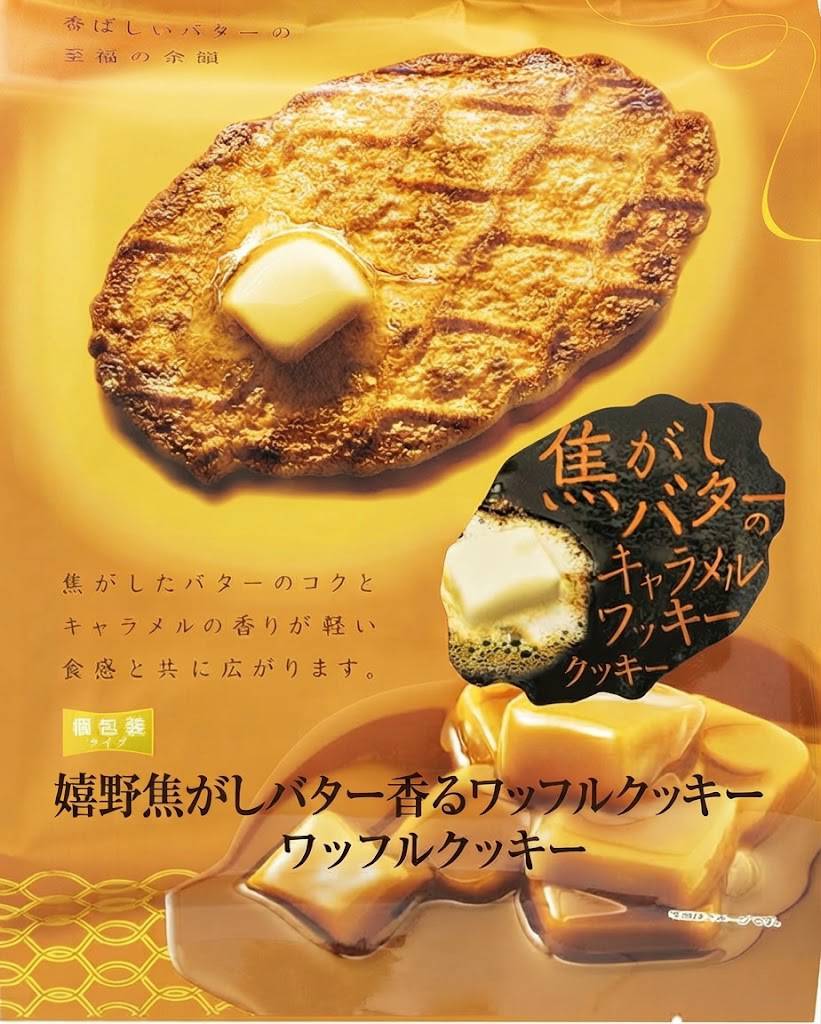 香ばしいバターの
至福の余韻
焦がし
バターの
キャラメル
ワッキー
クッキー
焦がしたバターのコクと
キャラメルの香りが軽い
食感と共に広がります。
個包装
タイプ
嬉野焦がしバター香るワッフルクッキー
ワッフルクッキー